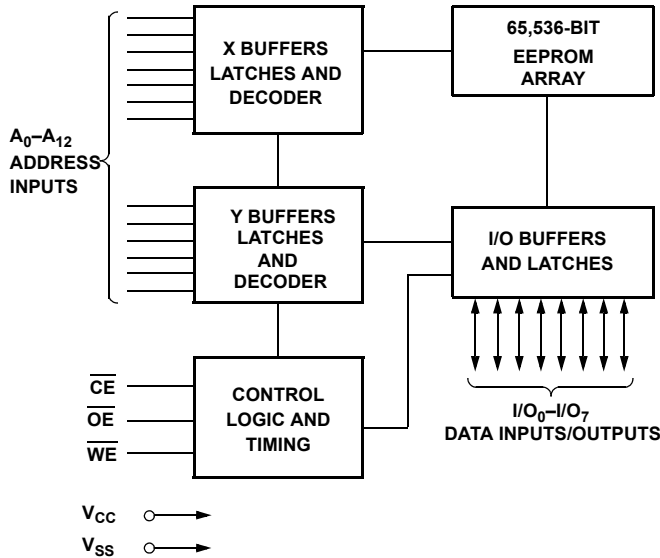 X BUFFERS
LATCHES AND
DECODER
65,536-BIT
EEPROM
ARRAY
A0–A12
ADDRESS
INPUTS
Y BUFFERS
LATCHES
AND
DECODER
I/O BUFFERS
AND LATCHES
CE
OE
WE
CONTROL
LOGIC AND
TIMING
I/O0–I/O7
DATA INPUTS/OUTPUTS
VCC
VSS